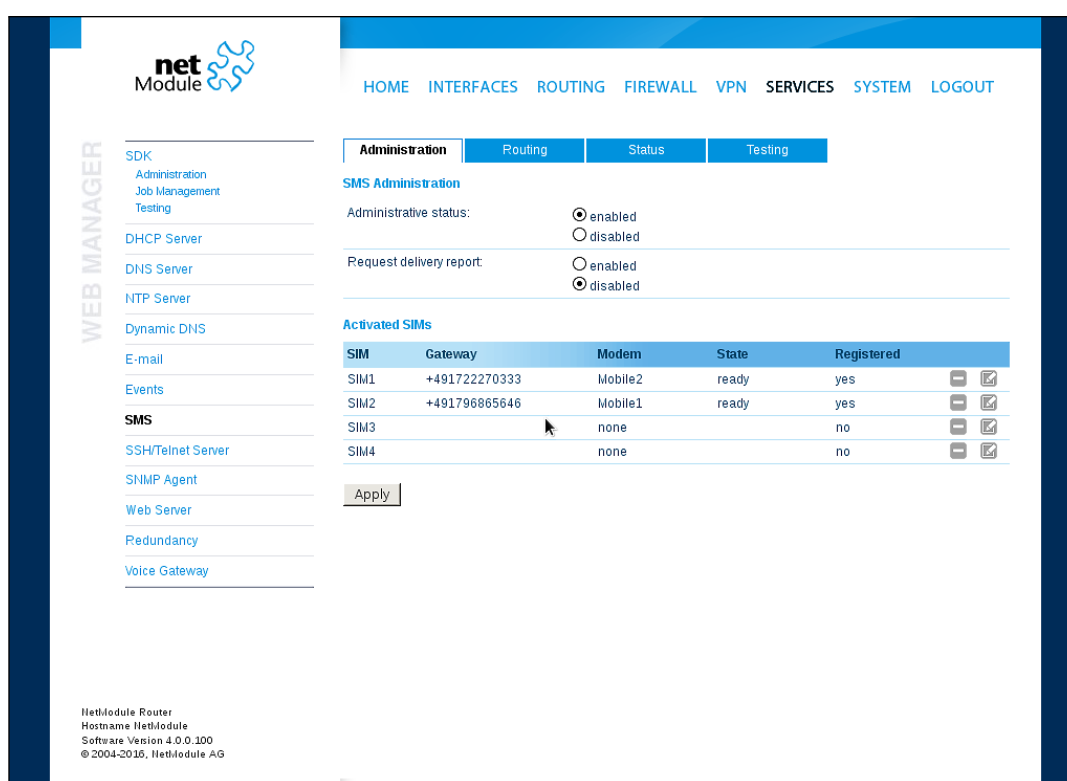 net
Module
HOME INTERFACES ROUTING FIREWALL VPN SERVICES SYSTEM LOGOUT
WEB MANAGER
SDK
Administration
Job Management
Testing
DHCP Server
DNS Server
NTP Server
Dynamic DNS
E-mail
Events
SMS
SSH/Telnet Server
SNMP Agent
Web Server
Redundancy
Voice Gateway
Administration Routing Status Testing
SMS Administration
Administrative status: enabled
disabled
Request delivery report: enabled
disabled
Activated SIMs
SIM Gateway Modem State Registered
SIM1 +491722270333 Mobile2 ready yes
SIM2 +491796865646 Mobile1 ready yes
SIM3 none no
SIM4 none no
Apply
NetModule Router
Hostname NetModule
Software Version 4.0.0.100
© 2004-2016, NetModule AG